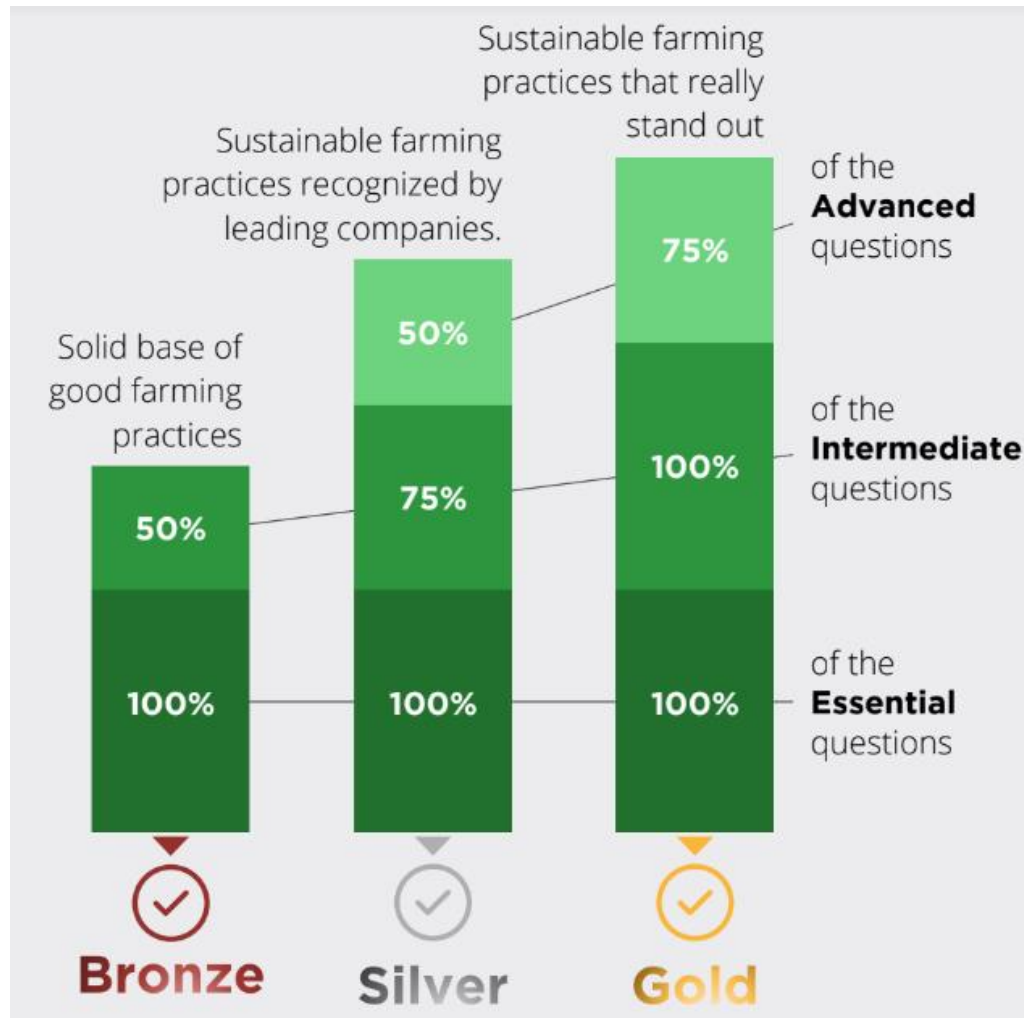 Sustainable farming
practices that really
stand out
Sustainable farming
practices recognized by
leading companies.
Solid base of
good farming
practices
of the
Advanced
questions
75%
50%
of the
Intermediate
questions
100%
75%
50%
of the
Essential
questions
100%
100%
100%
Bronze
Silver
Gold